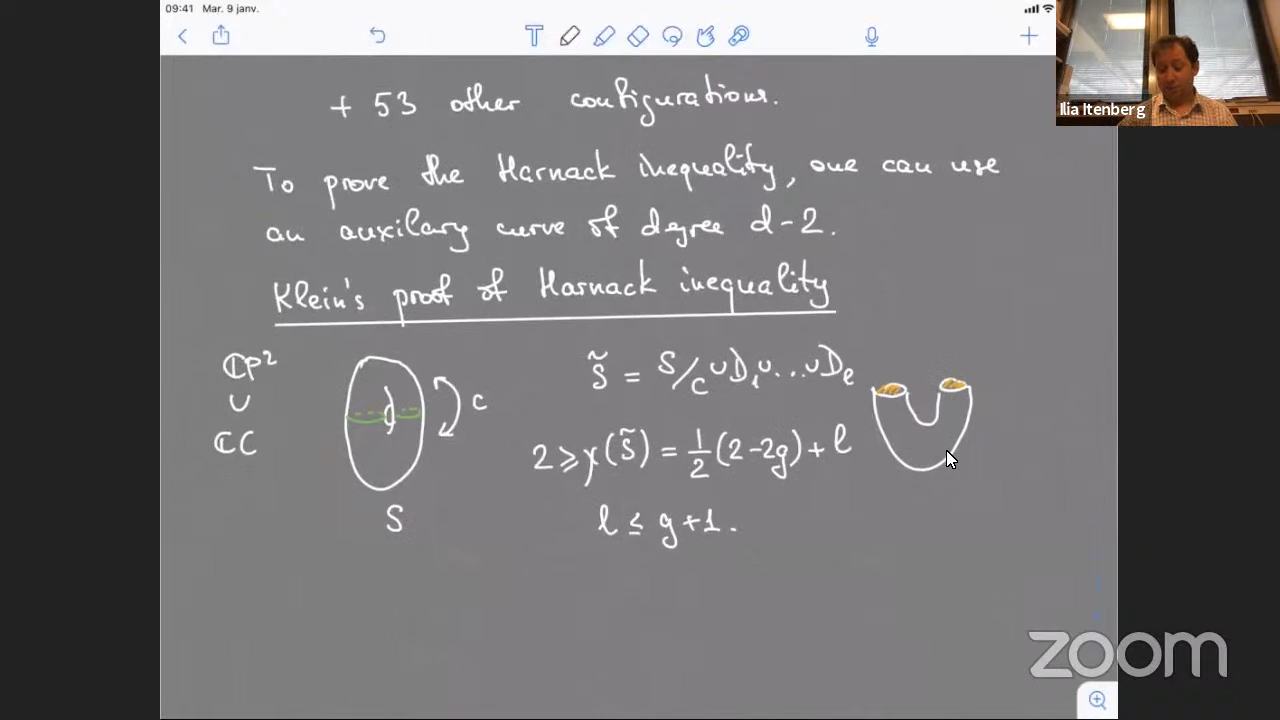 09:41 Mar. 9 janv.
Ilia Itenberg
+ 53 other configurations.
To prove the Harnack inequality, one can use
an auxilary curve of degree d-2.
Klein's proof of Harnack inequality
ℂP²
∪
ℂC
c
S
S̃ = S/c ∪ D₁ ∪ ... ∪ Dₑ
2 ⩾ χ(S̃) = 1/2 (2-2g) + l
l ≤ g+1.
zoom